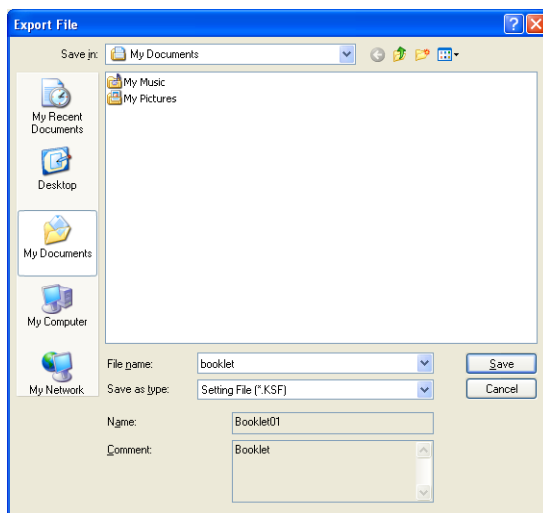 Export File
Save in: My Documents
My Music
My Pictures
My Recent
Documents
Desktop
My Documents
My Computer
My Network
File name: booklet Save
Save as type: Setting File (*.KSF) Cancel
Name: Booklet01
Comment: Booklet